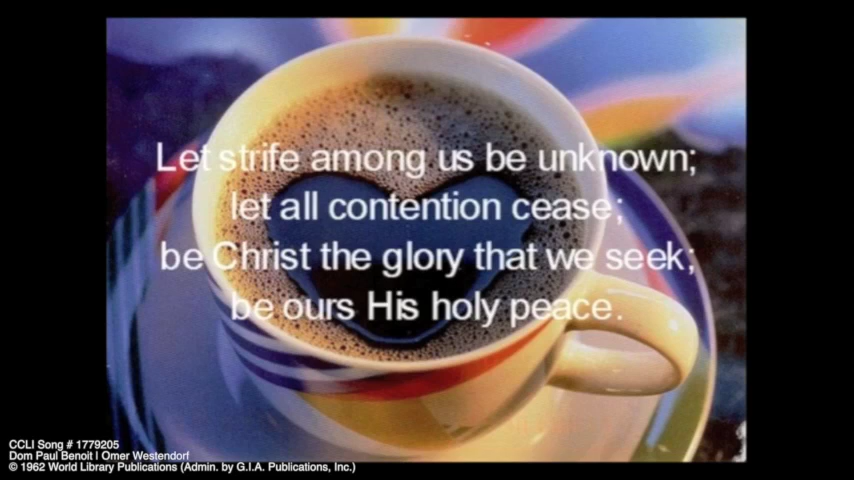 Let strife among us be unknown;
let all contention cease;
be Christ the glory that we seek;
be ours His holy peace.
CCLI Song # 1779205
Dom Paul Benoit | Omer Westendorf
© 1962 World Library Publications (Admin. by G.I.A. Publications, Inc.)